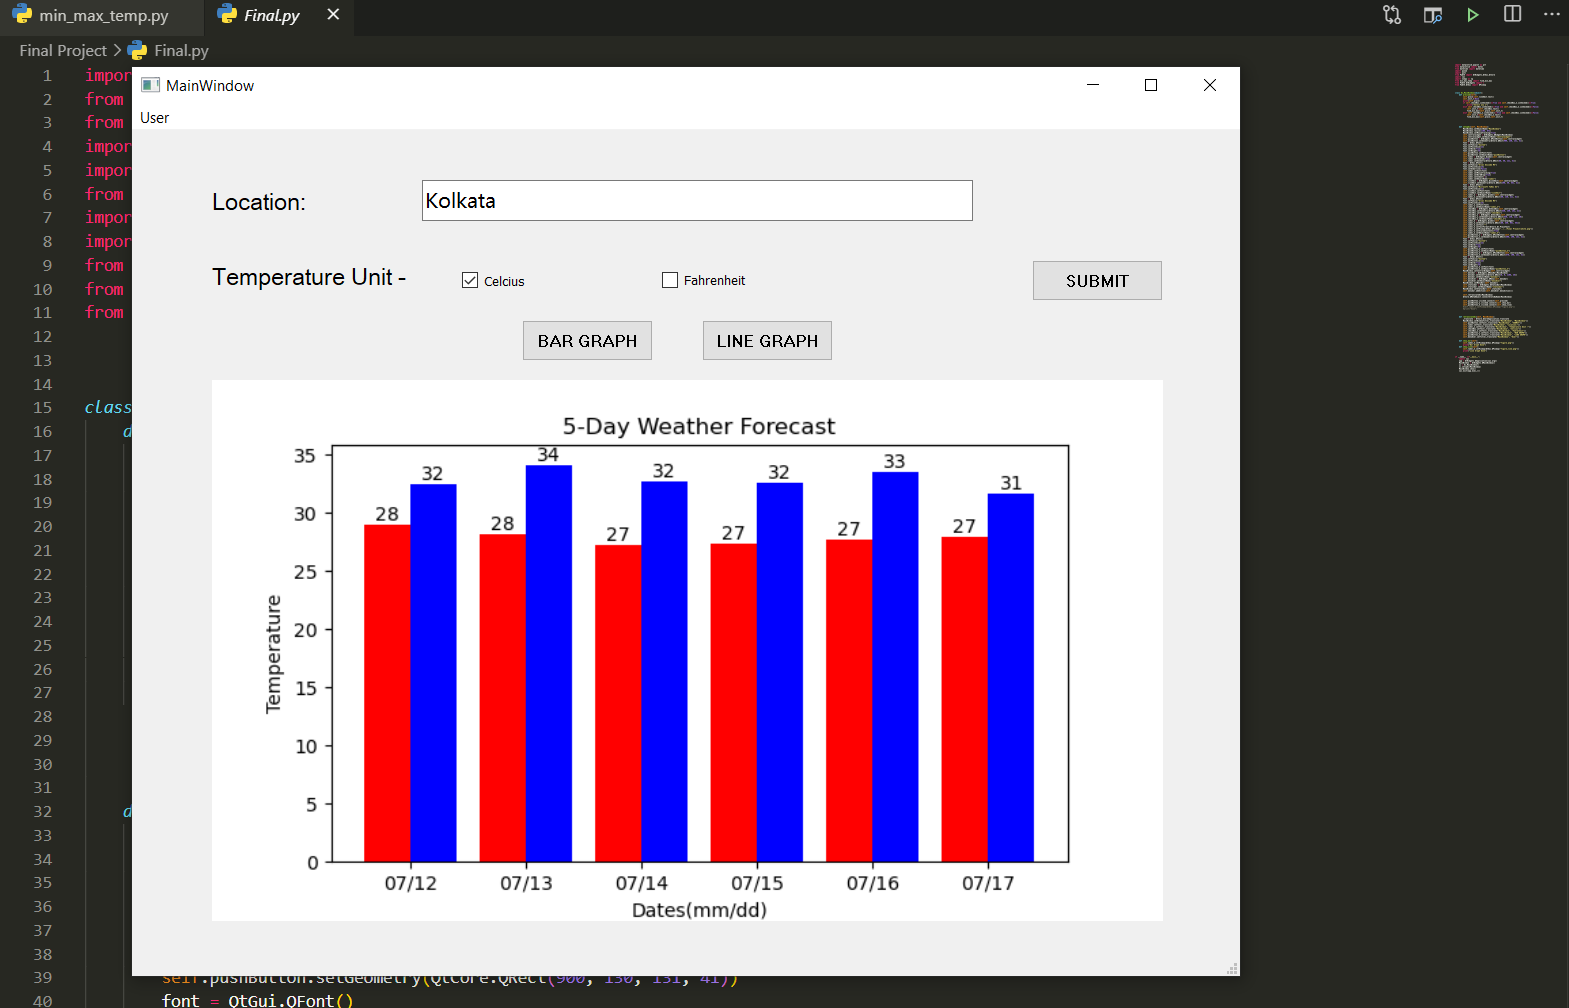 min_max_temp.py
Final.py
Final Project > Final.py
1 impor
2 from
3 from
4 impor
5 impor
6 from
7 impor
8 impor
9 from
10 from
11 from
12
13
14
15 class
16 d
17
18
19
20
21
22
23
24
25
26
27
28
29
30
31
32 d
33
34
35
36
37
38
39 self.pushButton.setGeometry(QtCore.QRect(900, 130, 131, 41))
40 font = QtGui.QFont()
MainWindow
User
Location: Kolkata
Temperature Unit - Celcius Fahrenheit SUBMIT
BAR GRAPH LINE GRAPH
5-Day Weather Forecast
35
30
25
20
15
10
5
0
Temperature
28 32 28 34 27 32 27 32 27 33 27 31
07/12 07/13 07/14 07/15 07/16 07/17
Dates(mm/dd)